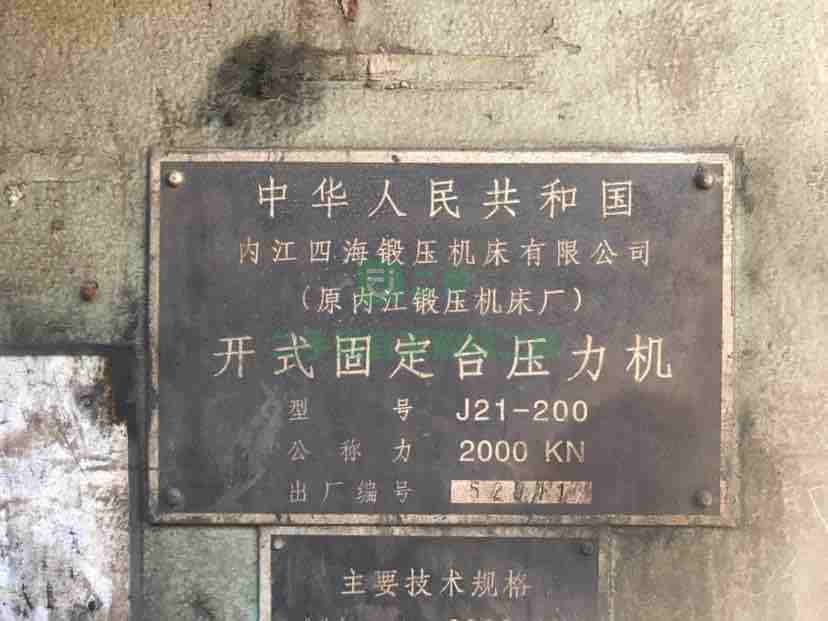 中华人民共和国
内江四海锻压机床有限公司
(原内江锻压机床厂)
开式固定台压力机
型号 J21-200
公称力 2000 KN
出厂编号
主要技术规格